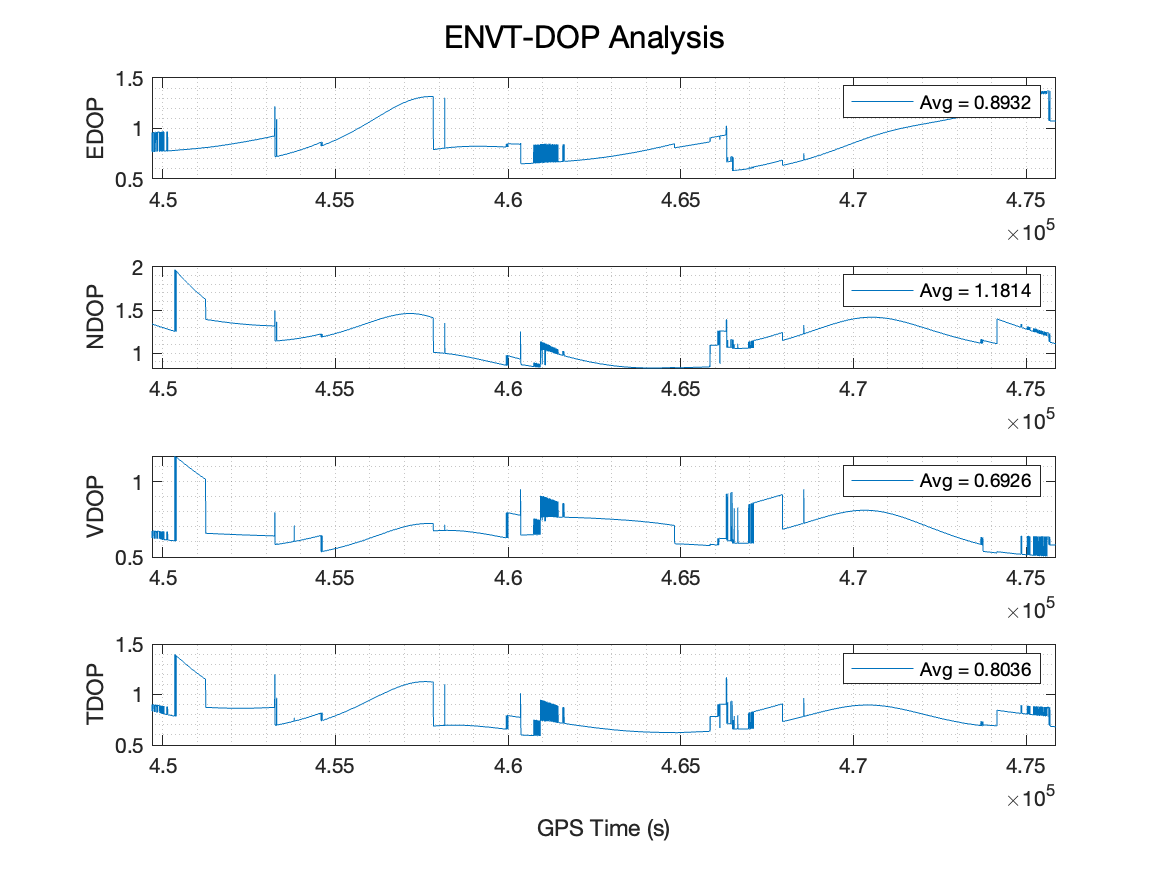 ENVT-DOP Analysis
1.5
1
0.5
EDOP
Avg = 0.8932
4.5 4.55 4.6 4.65 4.7 4.75
×10^5
2
1.5
1
NDOP
Avg = 1.1814
4.5 4.55 4.6 4.65 4.7 4.75
×10^5
1
0.5
VDOP
Avg = 0.6926
4.5 4.55 4.6 4.65 4.7 4.75
×10^5
1.5
1
0.5
TDOP
Avg = 0.8036
4.5 4.55 4.6 4.65 4.7 4.75
×10^5
GPS Time (s)